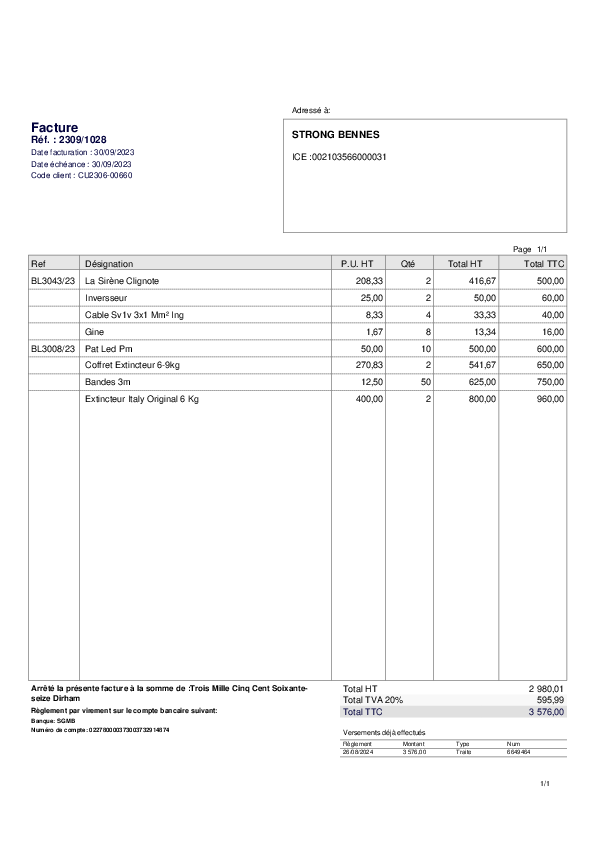 Adressé à:
Facture
Réf. : 2309/1028
Date facturation : 30/09/2023
Date échéance : 30/09/2023
Code client : CU2306-00660
STRONG BENNES
ICE :002103566000031
Page 1/1
Ref Désignation P.U. HT Qté Total HT Total TTC
BL3043/23 La Sirène Clignote 208,33 2 416,67 500,00
Inversseur 25,00 2 50,00 60,00
Cable Sv1v 3x1 Mm² Ing 8,33 4 33,33 40,00
Gine 1,67 8 13,34 16,00
BL3008/23 Pat Led Pm 50,00 10 500,00 600,00
Coffret Extincteur 6-9kg 270,83 2 541,67 650,00
Bandes 3m 12,50 50 625,00 750,00
Extincteur Italy Original 6 Kg 400,00 2 800,00 960,00
Arrêté la présente facture à la somme de :Trois Mille Cinq Cent Soixante-
seize Dirham
Règlement par virement sur le compte bancaire suivant:
Banque: SGMB
Numéro de compte: 022780000373003732914874
Total HT 2 980,01
Total TVA 20% 595,99
Total TTC 3 576,00
Versements déjà effectués
Règlement Montant Type Num
26/08/2024 3 576,00 Traite 6649464
1/1